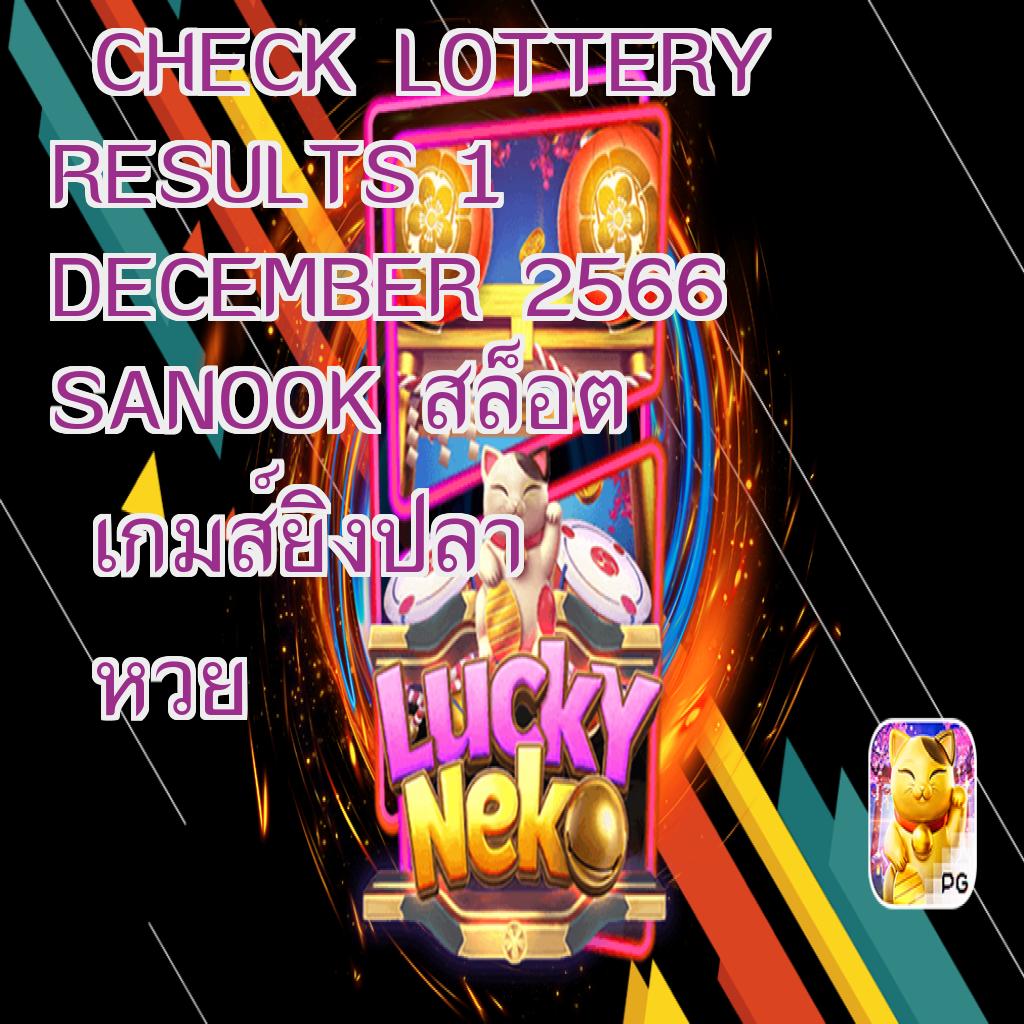 CHECK LOTTERY
RESULTS 1
DECEMBER 2566
SANOOK สล็อต
เกมส์ยิงปลา
หวย
LUCKY
Neko
PG